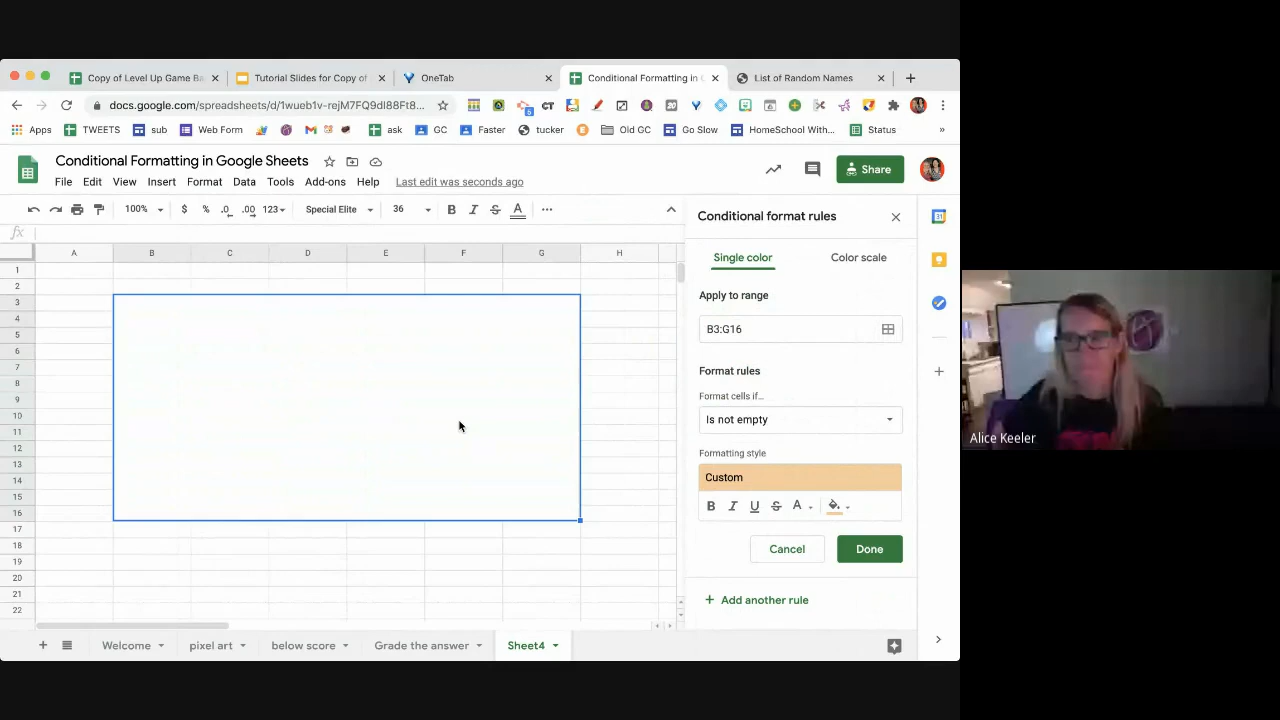 Copy of Level Up Game Ba
Tutorial Slides for Copy of
OneTab
Conditional Formatting in G
List of Random Names
docs.google.com/spreadsheets/d/1wueb1v-rejM7FQ9dI88Ft8...
Apps
TWEETS
sub
Web Form
ask
GC
Faster
tucker
Old GC
Go Slow
HomeSchool With...
Status
»
Conditional Formatting in Google Sheets
Share
File Edit View Insert Format Data Tools Add-ons Help Last edit was seconds ago
100% $ % .0 .00 123 Special Elite 36 B I S A ...
fx
A B C D E F G H
1
2
3
4
5
6
7
8
9
10
11
12
13
14
15
16
17
18
19
20
21
22
Conditional format rules
Single color Color scale
Apply to range
B3:G16
Format rules
Format cells if...
Is not empty
Formatting style
Custom
B I U S A
Cancel Done
+ Add another rule
Welcome pixel art below score Grade the answer Sheet4
Alice Keeler